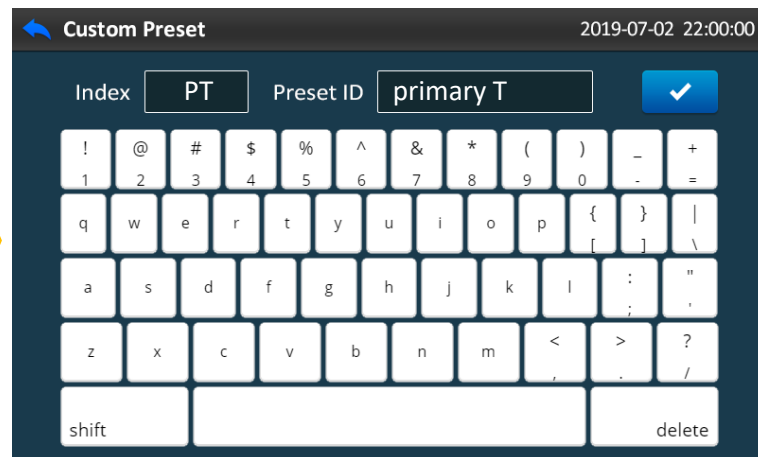 Custom Preset 2019-07-02 22:00:00
Index PT Preset ID primary T
! @ # $ % ^ & * ( ) _ +
1 2 3 4 5 6 7 8 9 0 - =
q w e r t y u i o p { } |
[ ] \
a s d f g h j k l : "
; '
z x c v b n m < > ?
, . /
shift delete